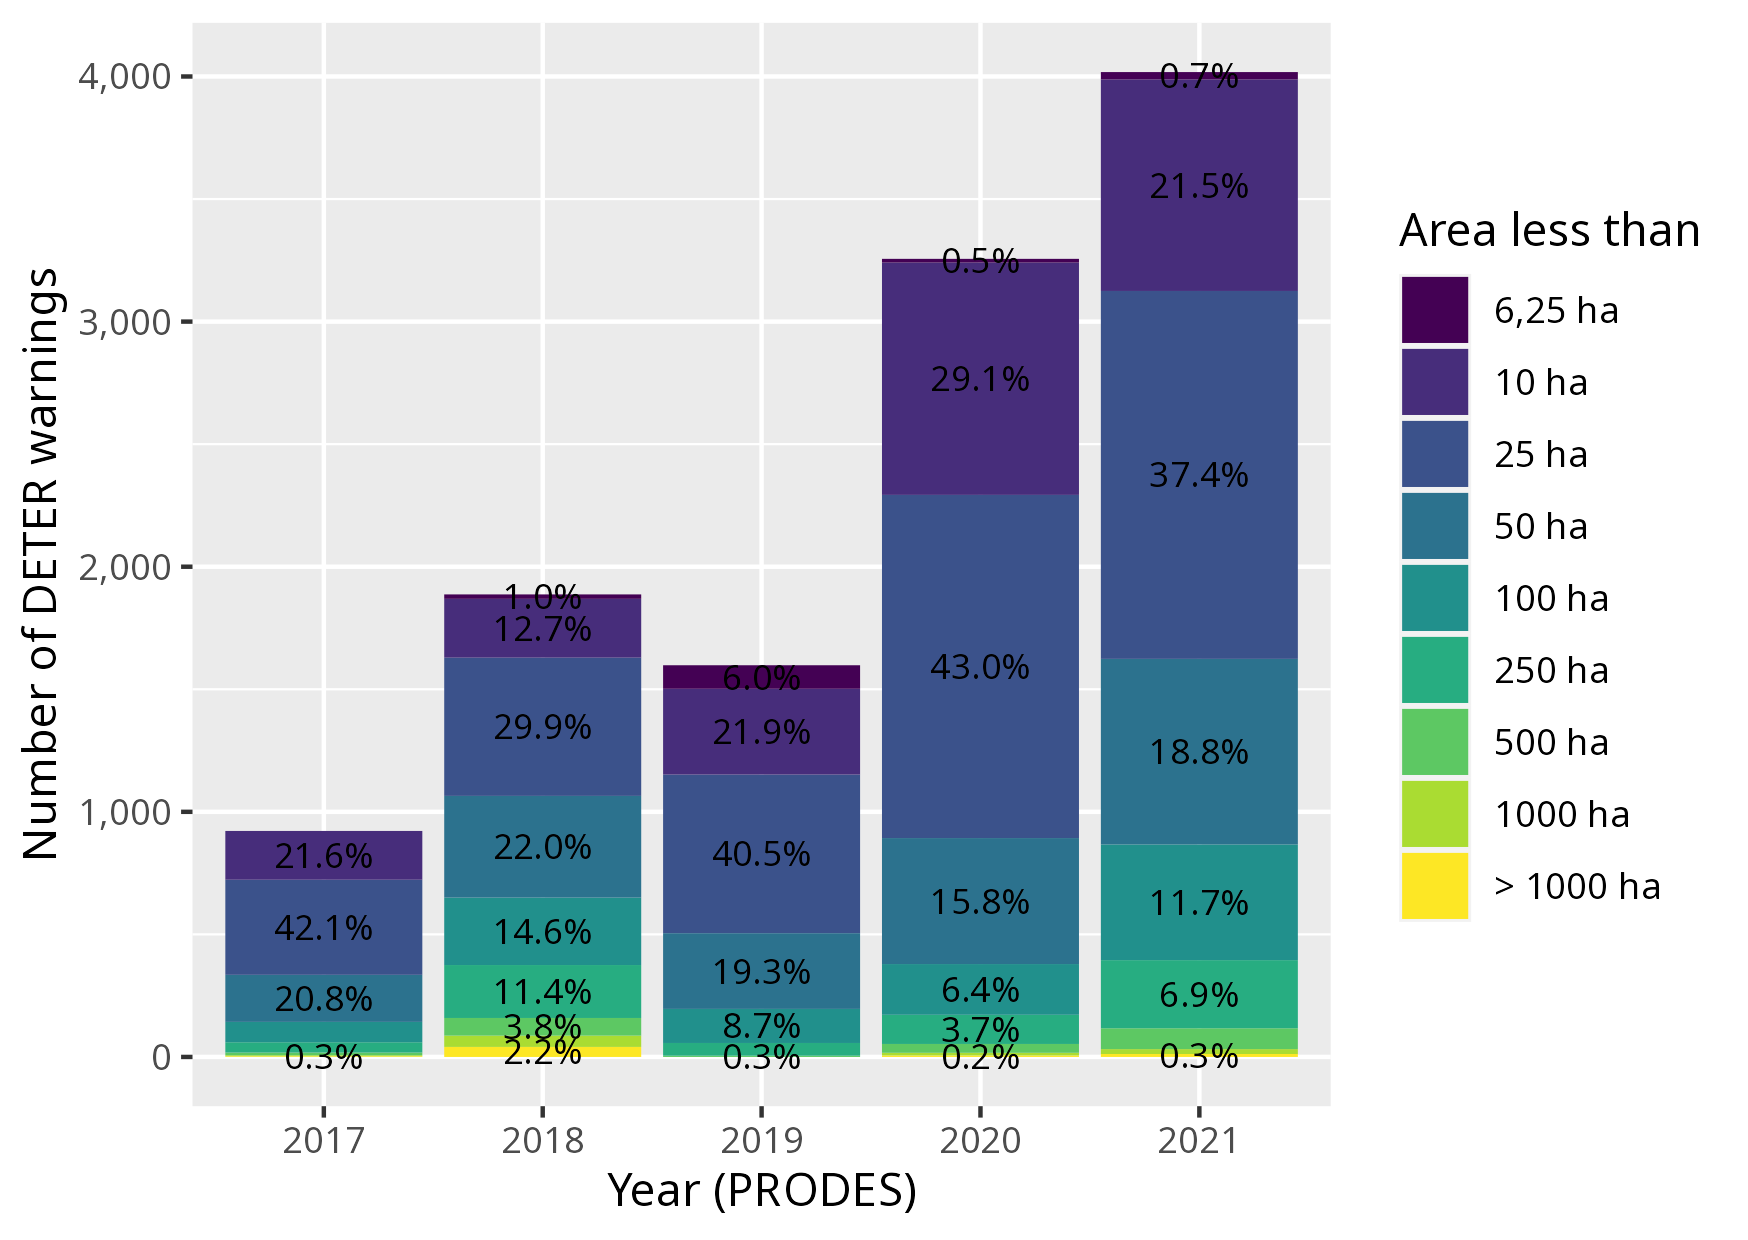 Number of DETER warnings
4,000
3,000
2,000
1,000
0
21.6%
42.1%
20.8%
0.3%
1.0%
12.7%
29.9%
22.0%
14.6%
11.4%
3.8%
2.2%
6.0%
21.9%
40.5%
19.3%
8.7%
0.3%
0.5%
29.1%
43.0%
15.8%
6.4%
3.7%
0.2%
0.7%
21.5%
37.4%
18.8%
11.7%
6.9%
0.3%
2017 2018 2019 2020 2021
Year (PRODES)
Area less than
6,25 ha
10 ha
25 ha
50 ha
100 ha
250 ha
500 ha
1000 ha
> 1000 ha